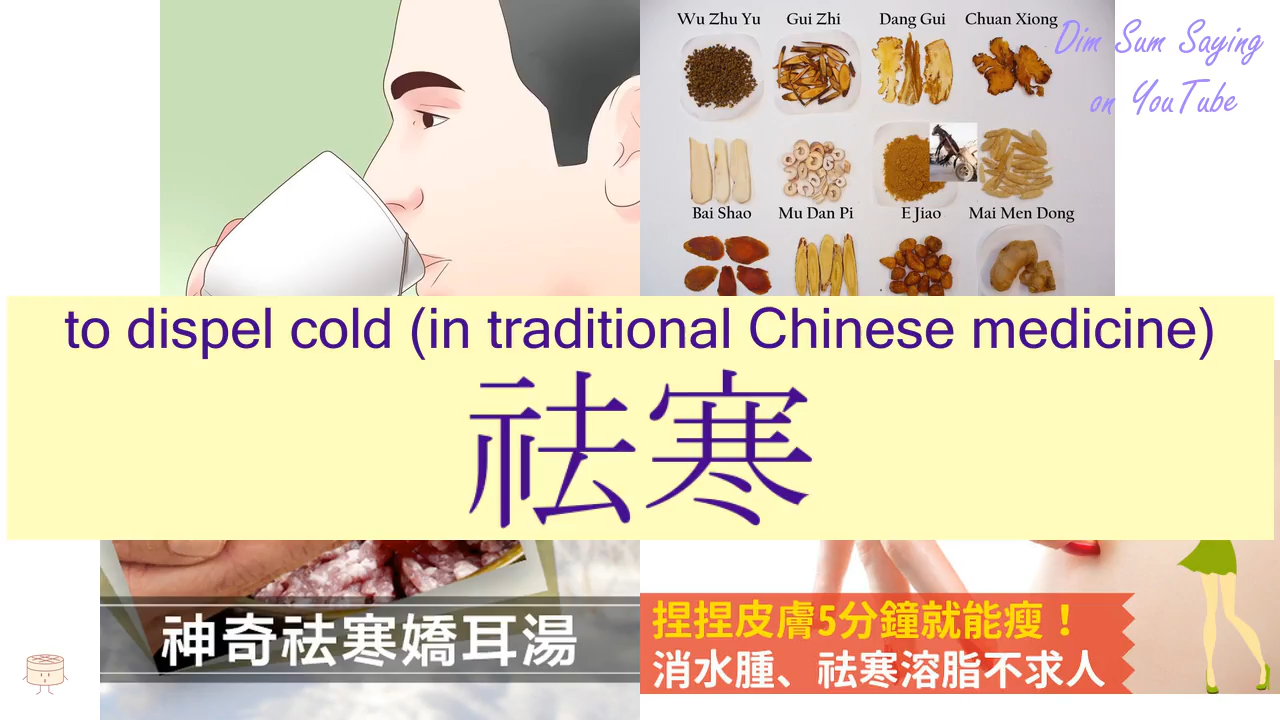 Wu Zhu Yu Gui Zhi Dang Gui Chuan Xiong
Dim Sum Saying
on YouTube
Bai Shao Mu Dan Pi E Jiao Mai Men Dong
to dispel cold (in traditional Chinese medicine)
祛寒
神奇祛寒嬌耳湯
捏捏皮膚5分鐘就能瘦！
消水腫、祛寒溶脂不求人